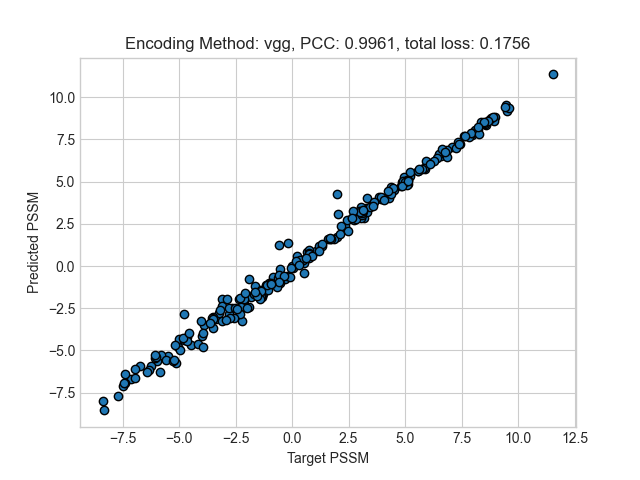 Encoding Method: vgg, PCC: 0.9961, total loss: 0.1756
10.0
7.5
5.0
2.5
0.0
−2.5
−5.0
−7.5
Predicted PSSM
−7.5 −5.0 −2.5 0.0 2.5 5.0 7.5 10.0 12.5
Target PSSM